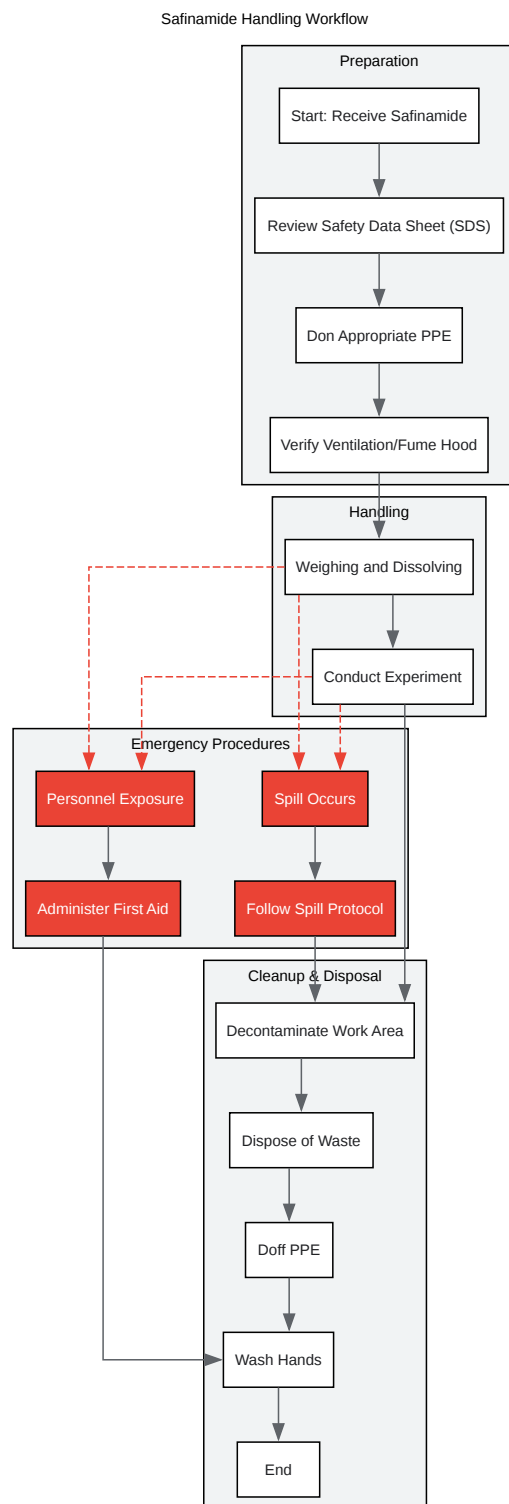 Safinamide Handling Workflow
Preparation
Start: Receive Safinamide
Review Safety Data Sheet (SDS)
Don Appropriate PPE
Verify Ventilation/Fume Hood
Handling
Weighing and Dissolving
Conduct Experiment
Emergency Procedures
Personnel Exposure
Spill Occurs
Administer First Aid
Follow Spill Protocol
Cleanup & Disposal
Decontaminate Work Area
Dispose of Waste
Doff PPE
Wash Hands
End